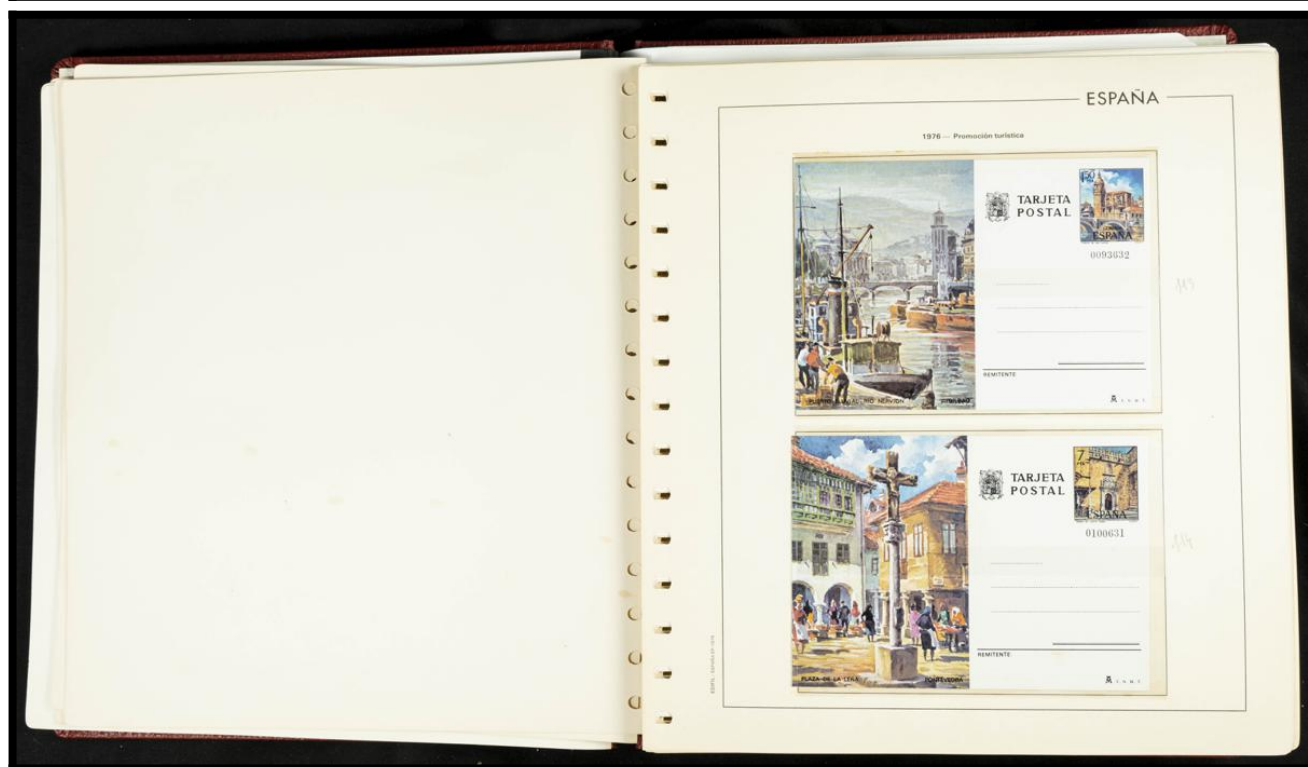 ESPAÑA
1976 — Promoción turística
TARJETA
POSTAL
ESPAÑA
0093632
REMITENTE
RIO NERVION
TARJETA
POSTAL
7
ESPAÑA
0100631
REMITENTE
PLAZA DE LA LEÑA PONTEVEDRA